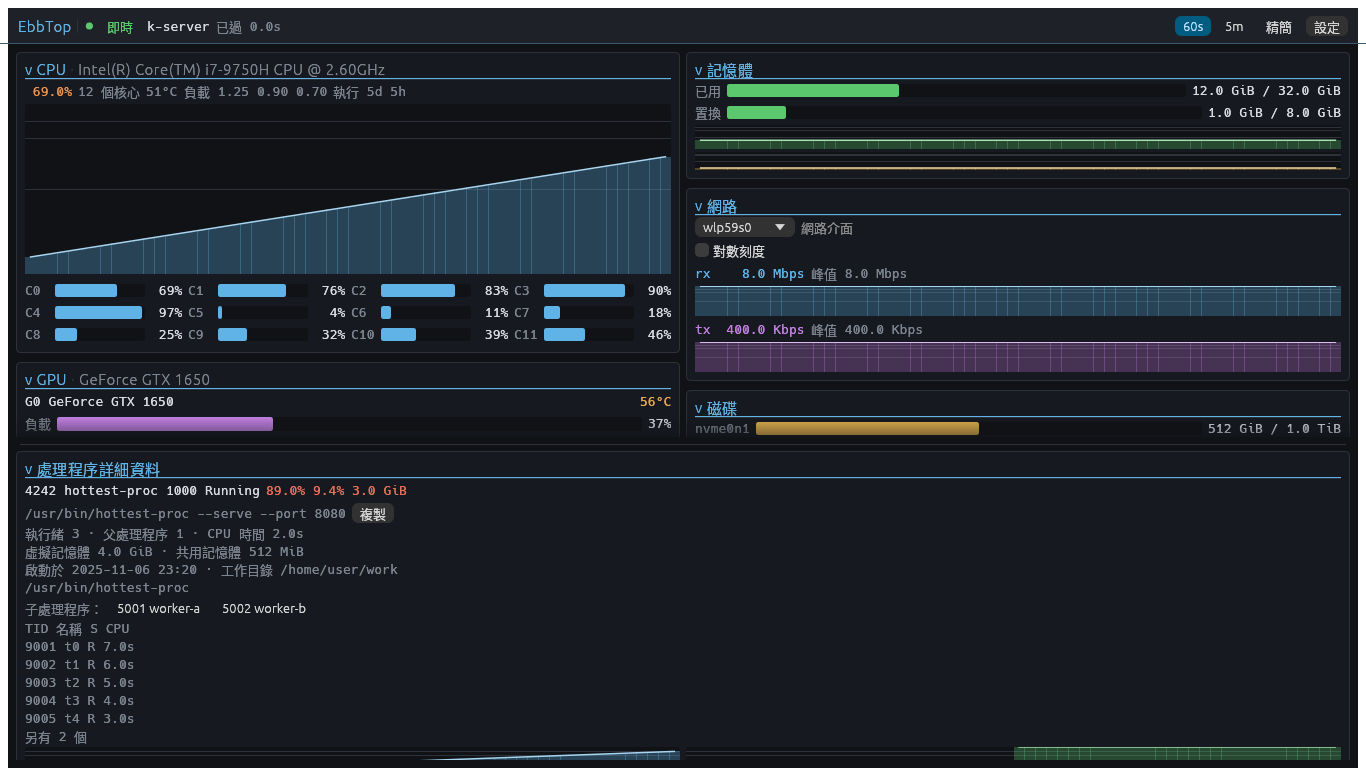 EbbTop 即時 k-server 已過 0.0s 60s 5m 精簡 設定
v CPU · Intel(R) Core(TM) i7-9750H CPU @ 2.60GHz
69.0% 12 個核心 51°C 負載 1.25 0.90 0.70 執行 5d 5h
C0 69% C1 76% C2 83% C3 90%
C4 97% C5 4% C6 11% C7 18%
C8 25% C9 32% C10 39% C11 46%
v GPU · GeForce GTX 1650
G0 GeForce GTX 1650 56°C
負載 37%
v 記憶體
已用 12.0 GiB / 32.0 GiB
置換 1.0 GiB / 8.0 GiB
v 網路
wlp59s0 網路介面
對數刻度
rx 8.0 Mbps 峰值 8.0 Mbps
tx 400.0 Kbps 峰值 400.0 Kbps
v 磁碟
nvme0n1 512 GiB / 1.0 TiB
v 處理程序詳細資料
4242 hottest-proc 1000 Running 89.0% 9.4% 3.0 GiB
/usr/bin/hottest-proc --serve --port 8080 複製
執行緒 3 · 父處理程序 1 · CPU 時間 2.0s
虛擬記憶體 4.0 GiB · 共用記憶體 512 MiB
啟動於 2025-11-06 23:20 · 工作目錄 /home/user/work
/usr/bin/hottest-proc
子處理程序： 5001 worker-a 5002 worker-b
TID 名稱 S CPU
9001 t0 R 7.0s
9002 t1 R 6.0s
9003 t2 R 5.0s
9004 t3 R 4.0s
9005 t4 R 3.0s
另有 2 個